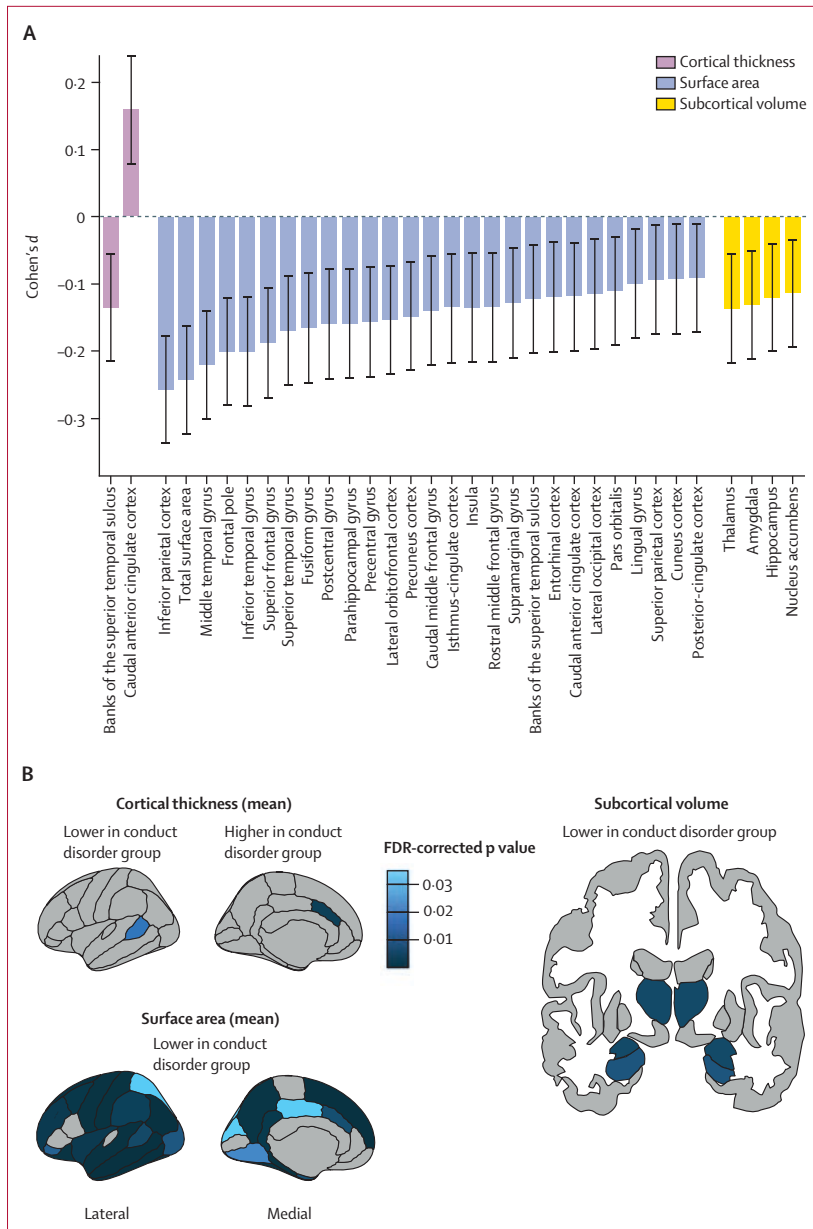 A
Cortical thickness
Surface area
Subcortical volume
0·2
0·1
0
–0·1
–0·2
–0·3
Cohen's d
Banks of the superior temporal sulcus
Caudal anterior cingulate cortex
Inferior parietal cortex
Total surface area
Middle temporal gyrus
Frontal pole
Inferior temporal gyrus
Superior frontal gyrus
Superior temporal gyrus
Fusiform gyrus
Postcentral gyrus
Parahippocampal gyrus
Precentral gyrus
Lateral orbitofrontal cortex
Precuneus cortex
Caudal middle frontal gyrus
Isthmus-cingulate cortex
Insula
Rostral middle frontal gyrus
Supramarginal gyrus
Banks of the superior temporal sulcus
Entorhinal cortex
Caudal anterior cingulate cortex
Lateral occipital cortex
Pars orbitalis
Lingual gyrus
Superior parietal cortex
Cuneus cortex
Posterior-cingulate cortex
Thalamus
Amygdala
Hippocampus
Nucleus accumbens
B
Cortical thickness (mean)
Lower in conduct
disorder group
Higher in conduct
disorder group
FDR-corrected p value
0·03
0·02
0·01
Subcortical volume
Lower in conduct disorder group
Surface area (mean)
Lower in conduct
disorder group
Lateral
Medial